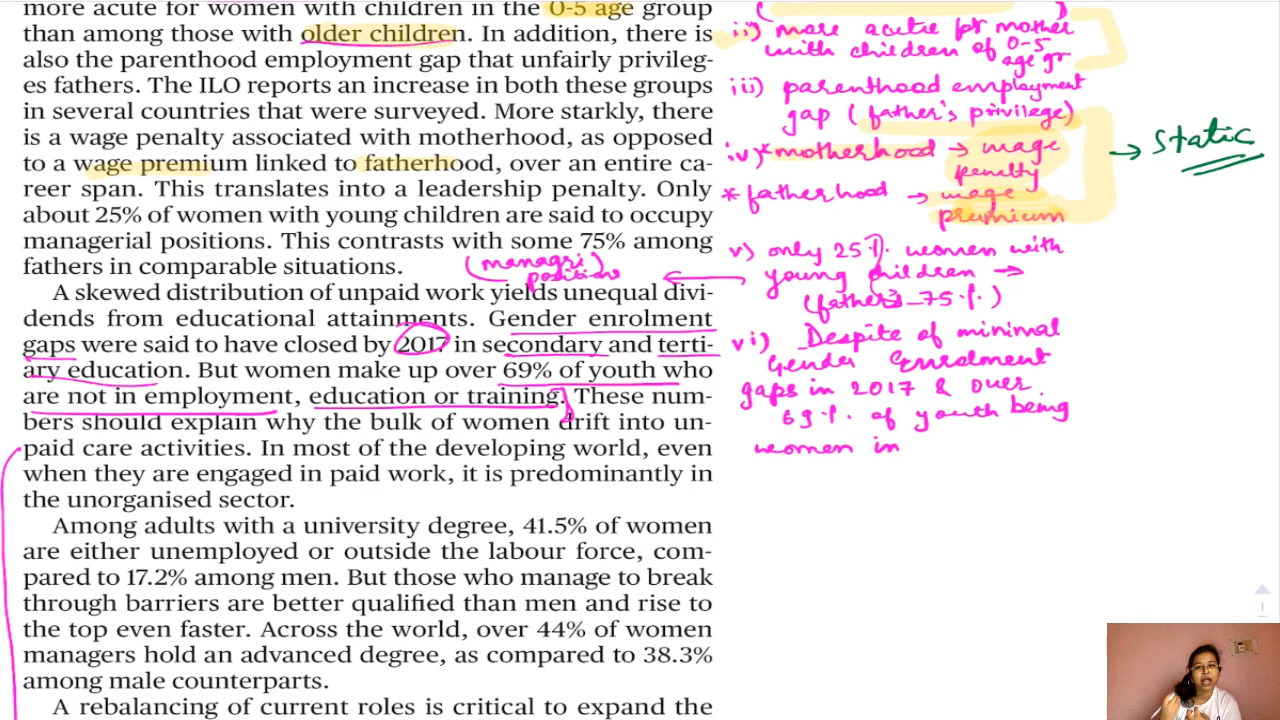 more acute for women with children in the 0-5 age group
than among those with older children. In addition, there is
also the parenthood employment gap that unfairly privileg-
es fathers. The ILO reports an increase in both these groups
in several countries that were surveyed. More starkly, there
is a wage penalty associated with motherhood, as opposed
to a wage premium linked to fatherhood, over an entire ca-
reer span. This translates into a leadership penalty. Only
about 25% of women with young children are said to occupy
managerial positions. This contrasts with some 75% among
fathers in comparable situations.
A skewed distribution of unpaid work yields unequal divi-
dends from educational attainments. Gender enrolment
gaps were said to have closed by 2017 in secondary and terti-
ary education. But women make up over 69% of youth who
are not in employment, education or training. These num-
bers should explain why the bulk of women drift into un-
paid care activities. In most of the developing world, even
when they are engaged in paid work, it is predominantly in
the unorganised sector.
Among adults with a university degree, 41.5% of women
are either unemployed or outside the labour force, com-
pared to 17.2% among men. But those who manage to break
through barriers are better qualified than men and rise to
the top even faster. Across the world, over 44% of women
managers hold an advanced degree, as compared to 38.3%
among male counterparts.
A rebalancing of current roles is critical to expand the
ii) more acute for mother
with children of 0-5
age gr
iii) parenthood employment
gap (father's privilege)
iv) * motherhood → wage
penalty
* fatherhood → wage
premium
→ Static
v) only 25%. women with
young children →
(father's 75%.)
(managri
positions)
vi) Despite of minimal
Gender Enrolment
gaps in 2017 & over
69%. of youth being
women in